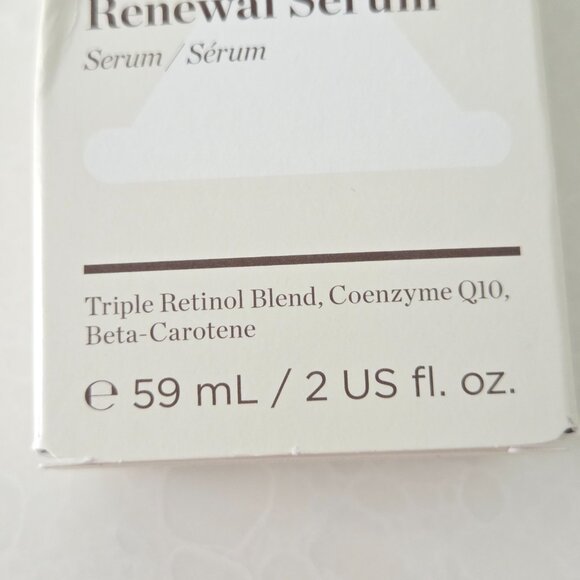 Renewal Serum
Serum / Sérum
Triple Retinol Blend, Coenzyme Q10,
Beta-Carotene
℮ 59 mL / 2 US fl. oz.